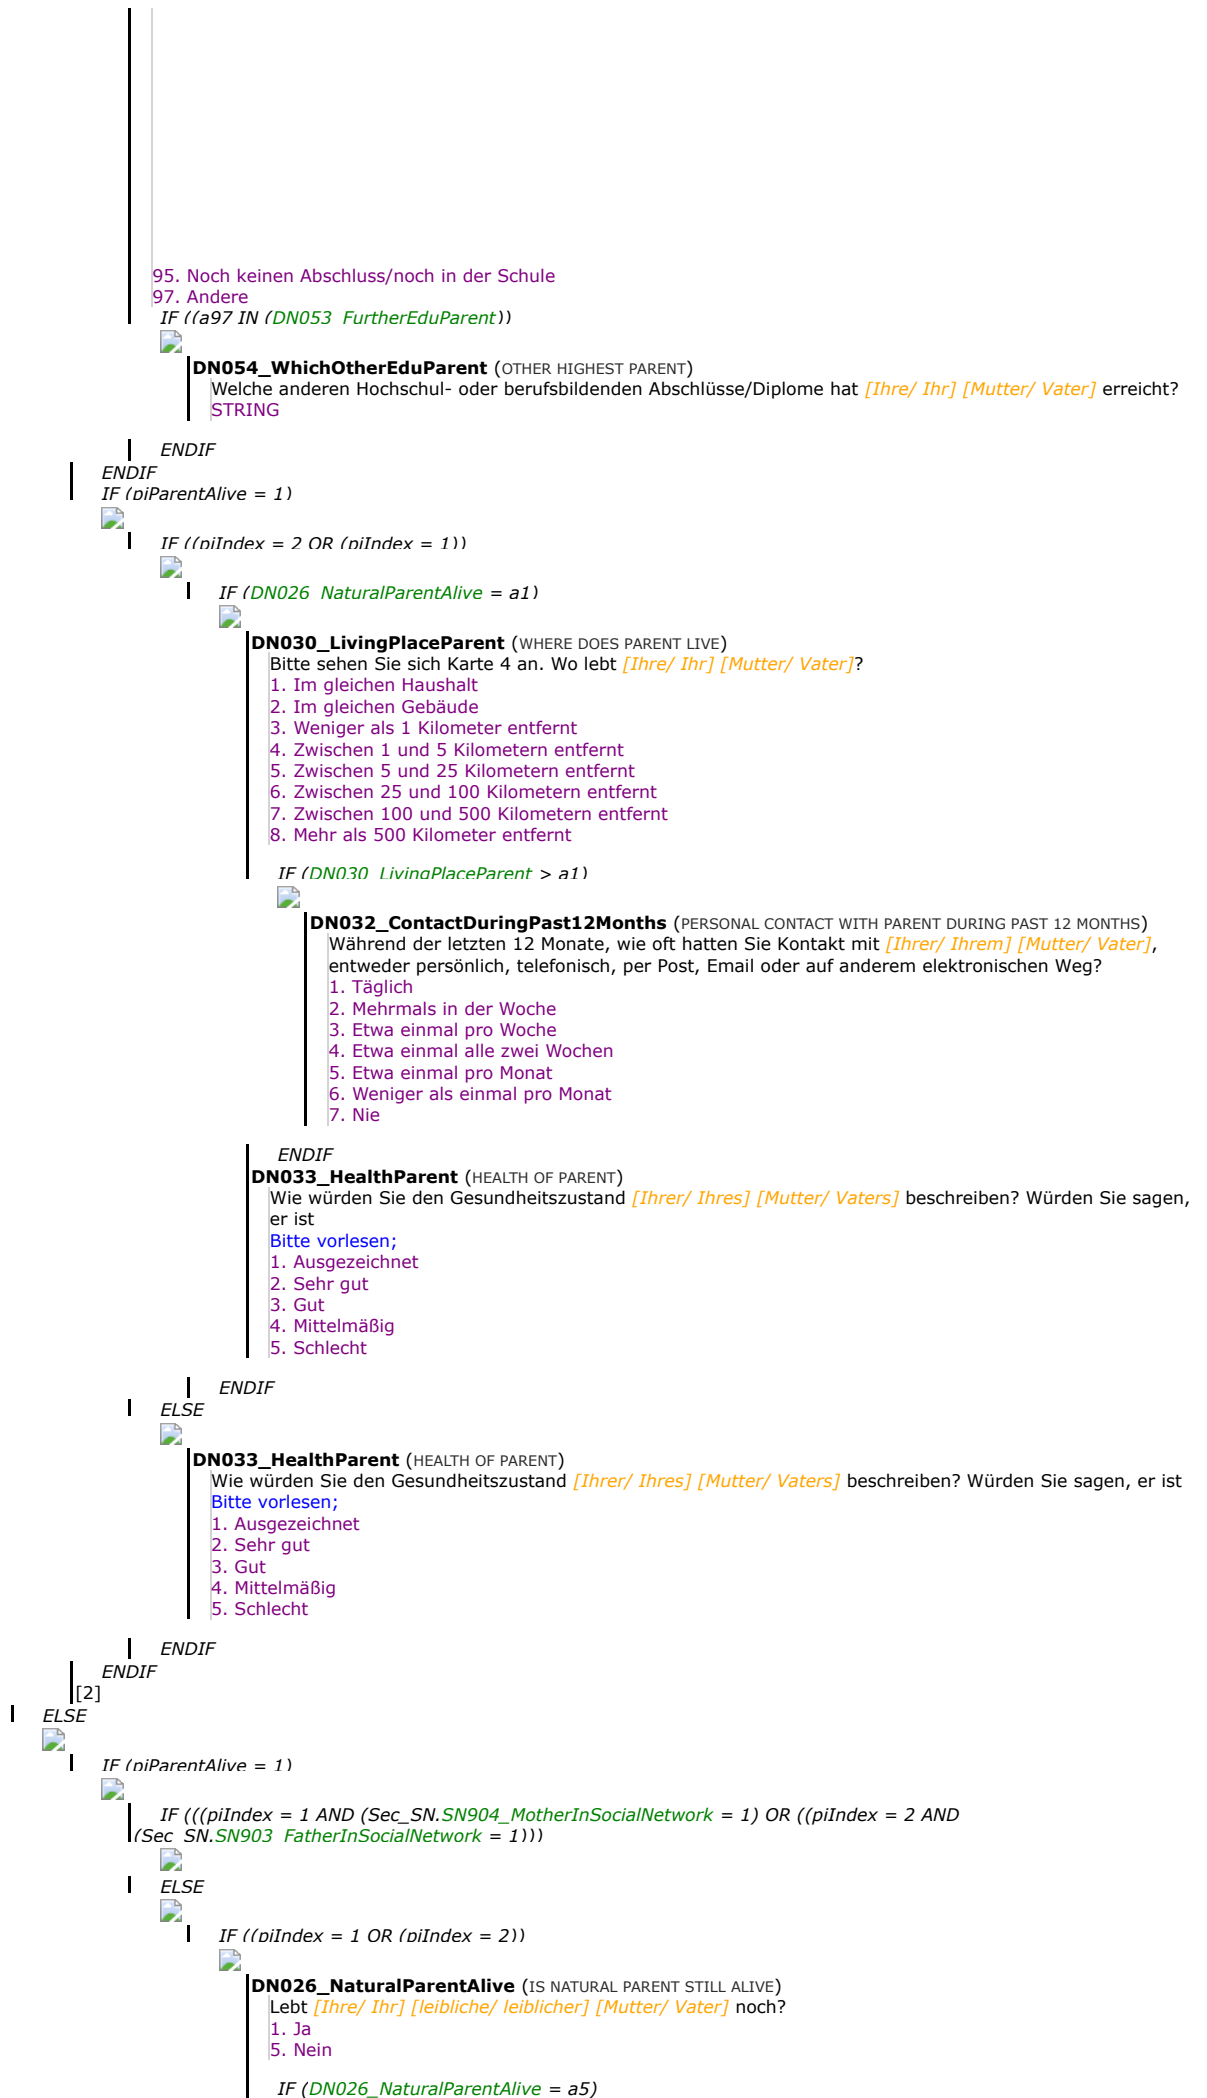 95. Noch keinen Abschluss/noch in der Schule
97. Andere
IF ((a97 IN (DN053_FurtherEduParent))
DN054_WhichOtherEduParent (OTHER HIGHEST PARENT)
Welche anderen Hochschul- oder berufsbildenden Abschlüsse/Diplome hat [Ihre/ Ihr] [Mutter/ Vater] erreicht?
STRING
ENDIF
ENDIF
IF (piParentAlive = 1)
IF ((piIndex = 2 OR (piIndex = 1))
IF (DN026_NaturalParentAlive = a1)
DN030_LivingPlaceParent (WHERE DOES PARENT LIVE)
Bitte sehen Sie sich Karte 4 an. Wo lebt [Ihre/ Ihr] [Mutter/ Vater]?
1. Im gleichen Haushalt
2. Im gleichen Gebäude
3. Weniger als 1 Kilometer entfernt
4. Zwischen 1 und 5 Kilometern entfernt
5. Zwischen 5 und 25 Kilometern entfernt
6. Zwischen 25 und 100 Kilometern entfernt
7. Zwischen 100 und 500 Kilometern entfernt
8. Mehr als 500 Kilometer entfernt
IF (DN030_LivingPlaceParent > a1)
DN032_ContactDuringPast12Months (PERSONAL CONTACT WITH PARENT DURING PAST 12 MONTHS)
Während der letzten 12 Monate, wie oft hatten Sie Kontakt mit [Ihrer/ Ihrem] [Mutter/ Vater],
entweder persönlich, telefonisch, per Post, Email oder auf anderem elektronischen Weg?
1. Täglich
2. Mehrmals in der Woche
3. Etwa einmal pro Woche
4. Etwa einmal alle zwei Wochen
5. Etwa einmal pro Monat
6. Weniger als einmal pro Monat
7. Nie
ENDIF
DN033_HealthParent (HEALTH OF PARENT)
Wie würden Sie den Gesundheitszustand [Ihrer/ Ihres] [Mutter/ Vaters] beschreiben? Würden Sie sagen,
er ist
Bitte vorlesen;
1. Ausgezeichnet
2. Sehr gut
3. Gut
4. Mittelmäßig
5. Schlecht
ENDIF
ELSE
DN033_HealthParent (HEALTH OF PARENT)
Wie würden Sie den Gesundheitszustand [Ihrer/ Ihres] [Mutter/ Vaters] beschreiben? Würden Sie sagen, er ist
Bitte vorlesen;
1. Ausgezeichnet
2. Sehr gut
3. Gut
4. Mittelmäßig
5. Schlecht
ENDIF
ENDIF
[2]
ELSE
IF (piParentAlive = 1)
IF (((piIndex = 1 AND (Sec_SN.SN904_MotherInSocialNetwork = 1) OR ((piIndex = 2 AND
(Sec_SN.SN903_FatherInSocialNetwork = 1)))
ELSE
IF ((piIndex = 1 OR (piIndex = 2))
DN026_NaturalParentAlive (IS NATURAL PARENT STILL ALIVE)
Lebt [Ihre/ Ihr] [leibliche/ leiblicher] [Mutter/ Vater] noch?
1. Ja
5. Nein
IF (DN026_NaturalParentAlive = a5)